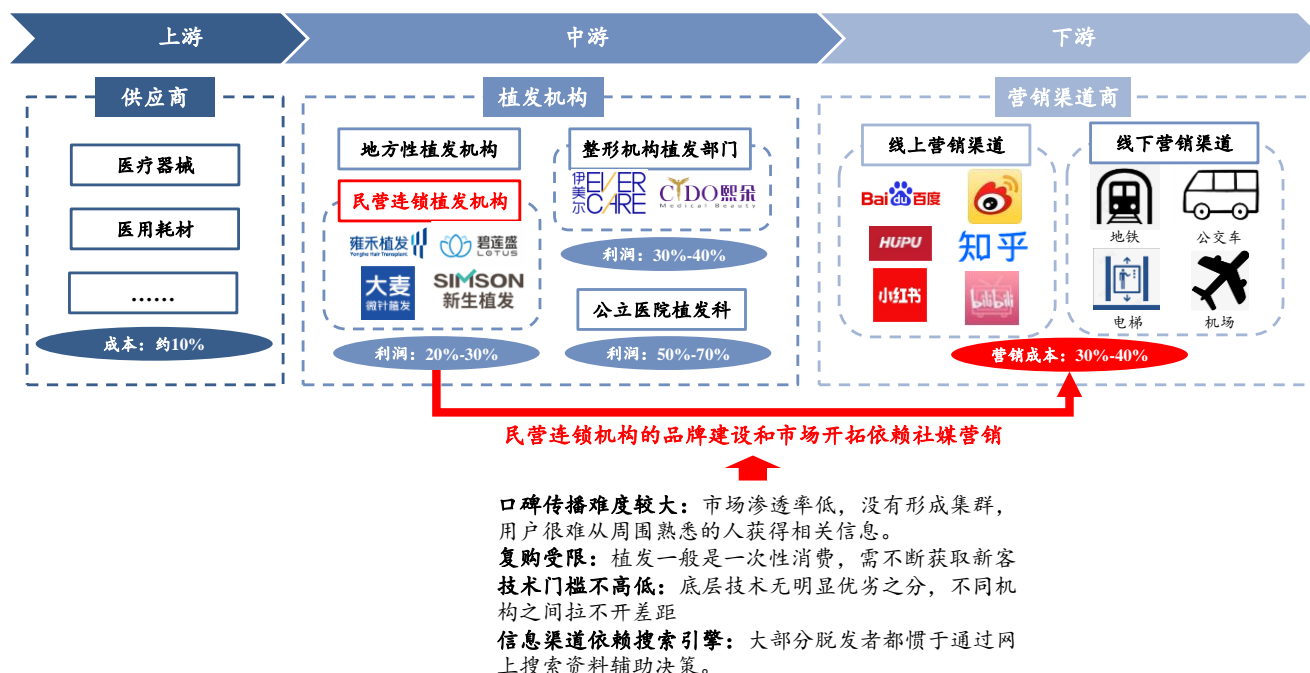 上游
中游
下游
供应商
医疗器械
医用耗材
……
成本：约10%
植发机构
地方性植发机构
民营连锁植发机构
雍禾植发
Yonghe Hair Transplant
碧莲盛
LOTUS
大麦
微针植发
SIMSON
新生植发
利润：20%-30%
整形机构植发部门
伊美尔
EVER
CARE
CYDO熙朵
Medical Beauty
利润：30%-40%
公立医院植发科
利润：50%-70%
营销渠道商
线上营销渠道
Bai du 百度
HUPU
知乎
小红书
bilibili
线下营销渠道
地铁
公交车
电梯
机场
营销成本：30%-40%
民营连锁机构的品牌建设和市场开拓依赖社媒营销
口碑传播难度较大：市场渗透率低，没有形成集群，
用户很难从周围熟悉的人获得相关信息。
复购受限：植发一般是一次性消费，需不断获取新客
技术门槛不高低：底层技术无明显优劣之分，不同机
构之间拉不开差距
信息渠道依赖搜索引擎：大部分脱发者都惯于通过网
上搜索资料辅助决策。